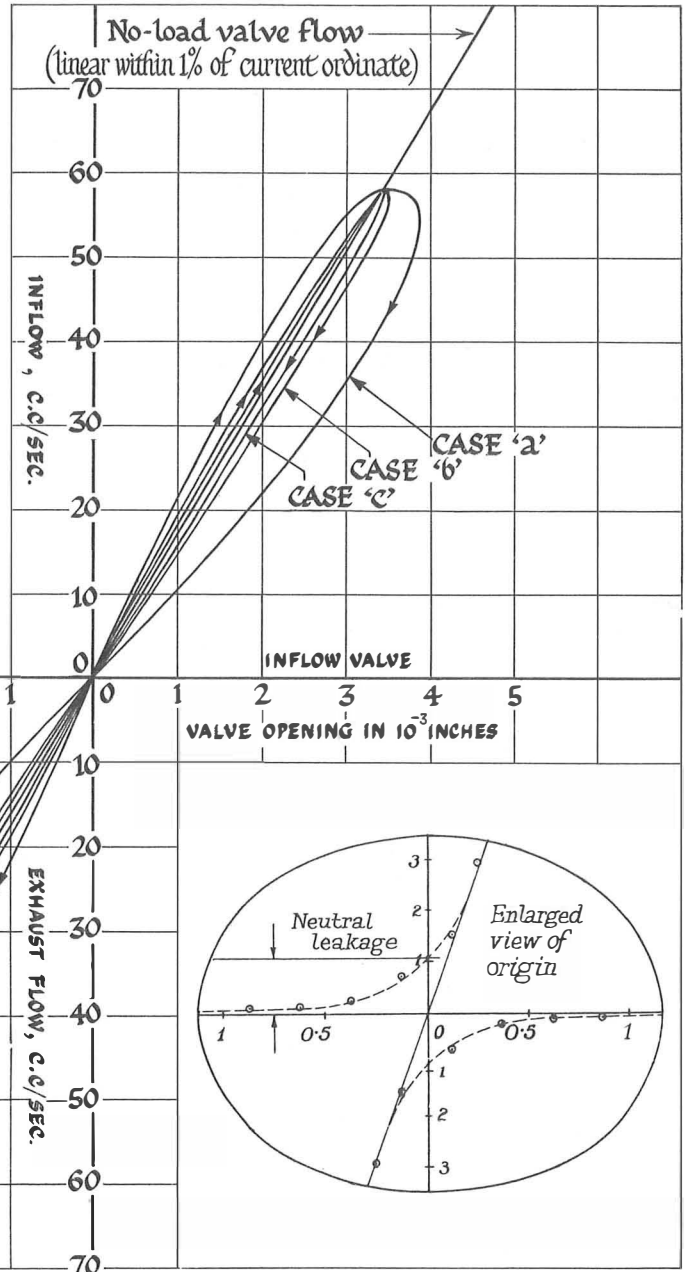 No-load valve flow
(linear within 1% of current ordinate)
70
60
50
40
30
20
10
0
INFLOW, C.C/SEC.
CASE 'a'
CASE 'b'
CASE 'c'
INFLOW VALVE
1 0 1 2 3 4 5
VALVE OPENING IN 10⁻³ INCHES
10
20
30
40
50
60
70
EXHAUST FLOW, C.C/SEC.
Neutral
leakage
Enlarged
view of
origin
3
2
1
1 0·5 0 0·5 1
1
2
3